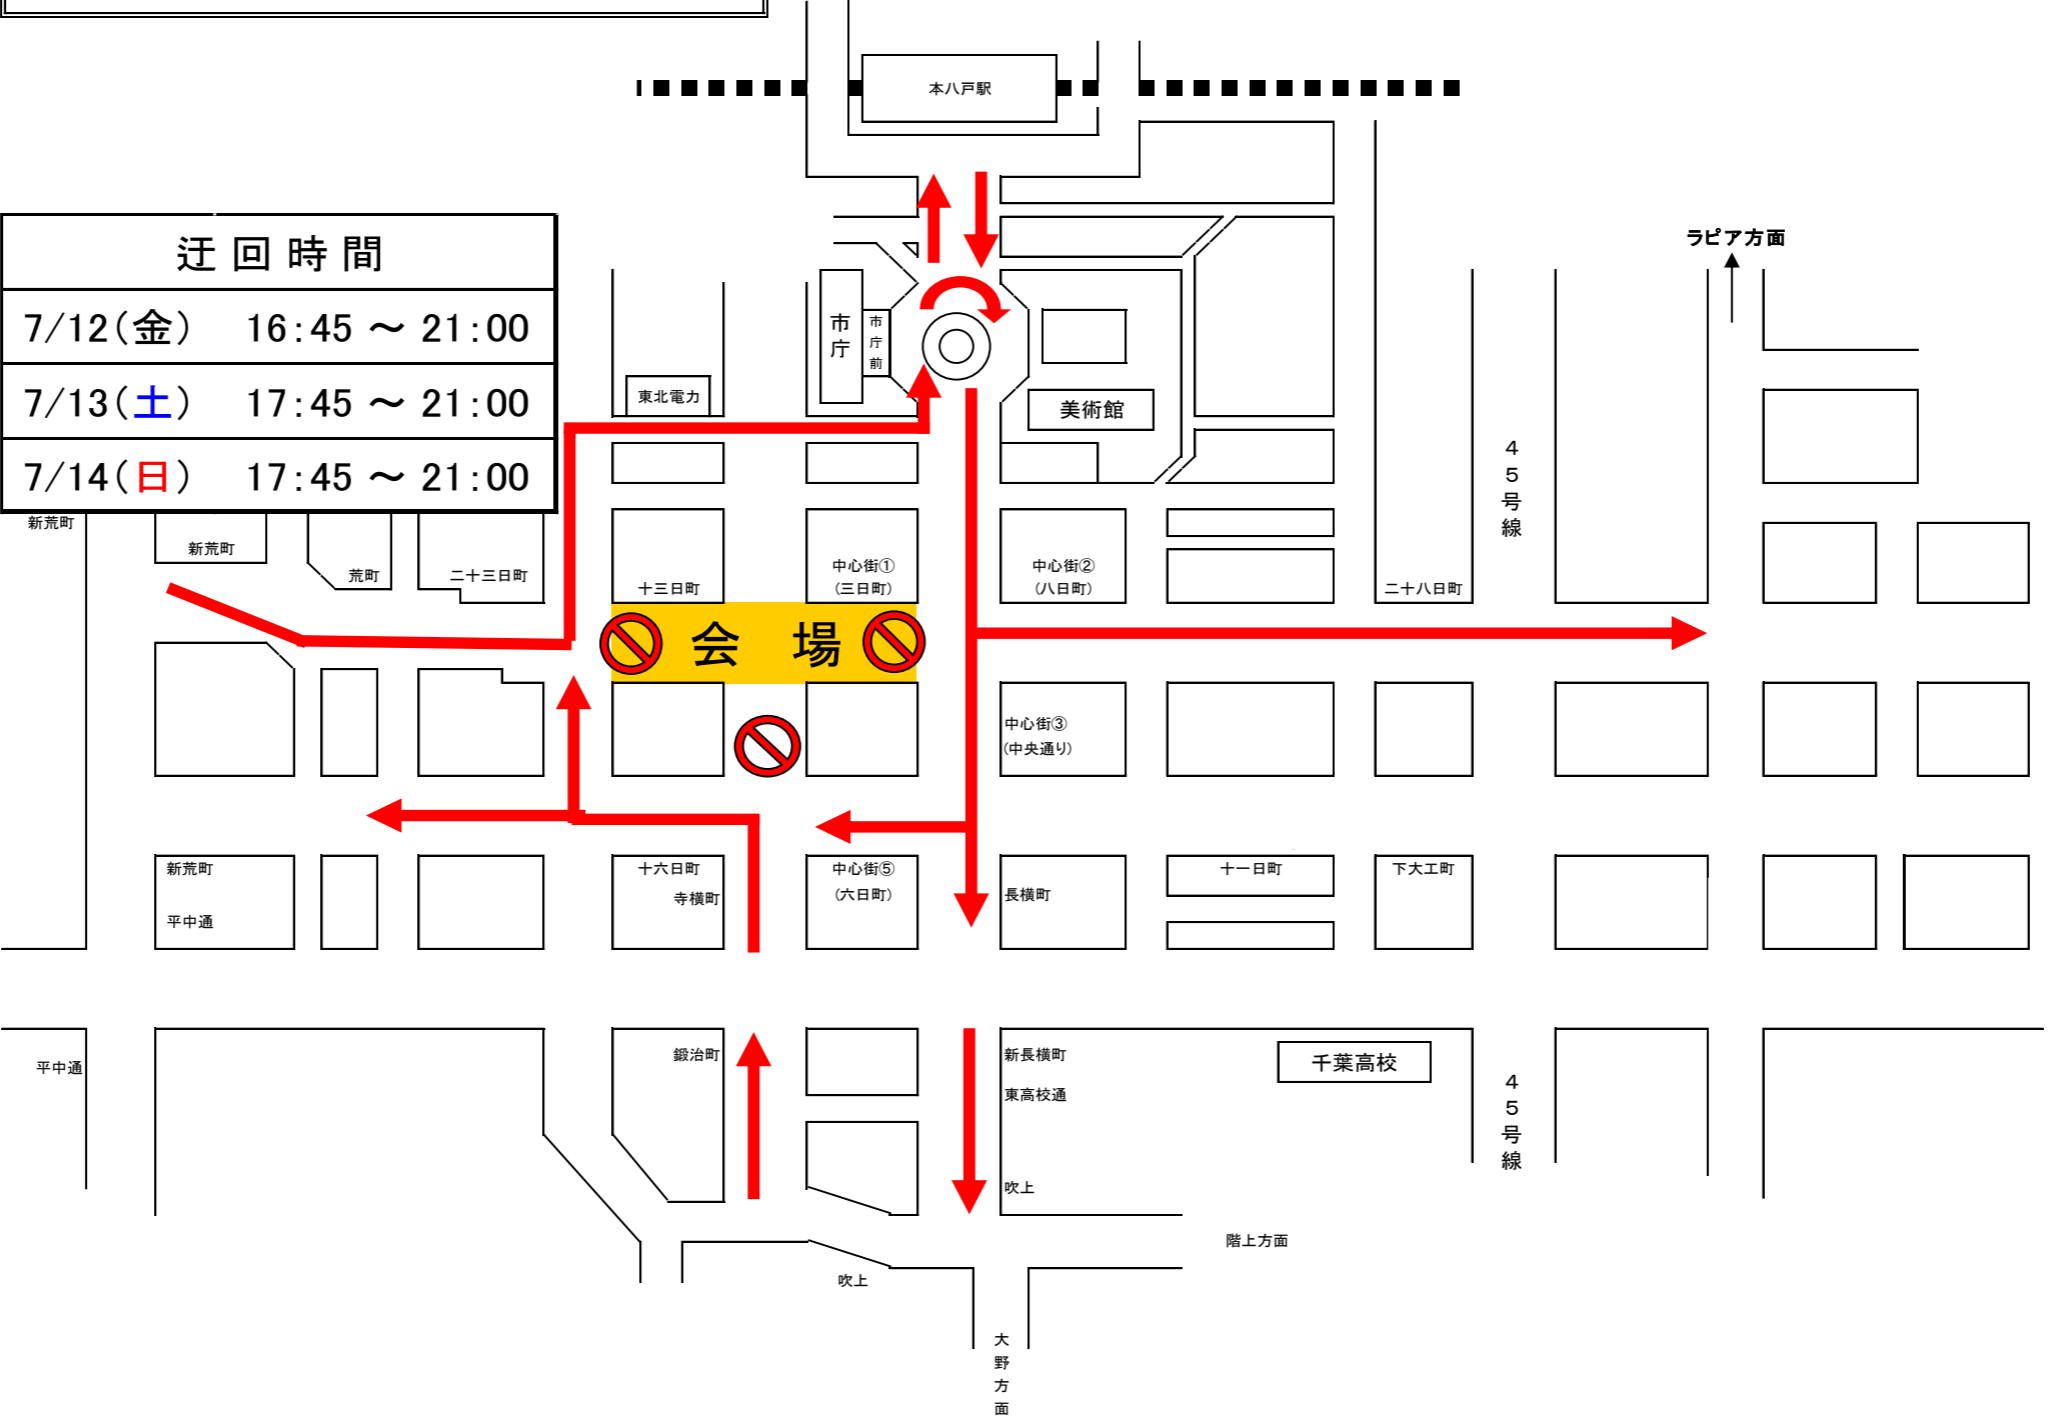 本八戸駅
ラピア方面
迂回時間
7/12(金) 16:45 ～ 21:00
7/13(土) 17:45 ～ 21:00
7/14(日) 17:45 ～ 21:00
市庁
市庁前
東北電力
美術館
45号線
新荒町
新荒町
荒町
二十三日町
十三日町
中心街①
(三日町)
中心街②
(八日町)
二十八日町
会場
中心街③
(中央通り)
新荒町
平中通
十六日町
寺横町
中心街⑤
(六日町)
長横町
十一日町
下大工町
平中通
鍛治町
新長横町
東高校通
千葉高校
45号線
吹上
階上方面
吹上
大野方面